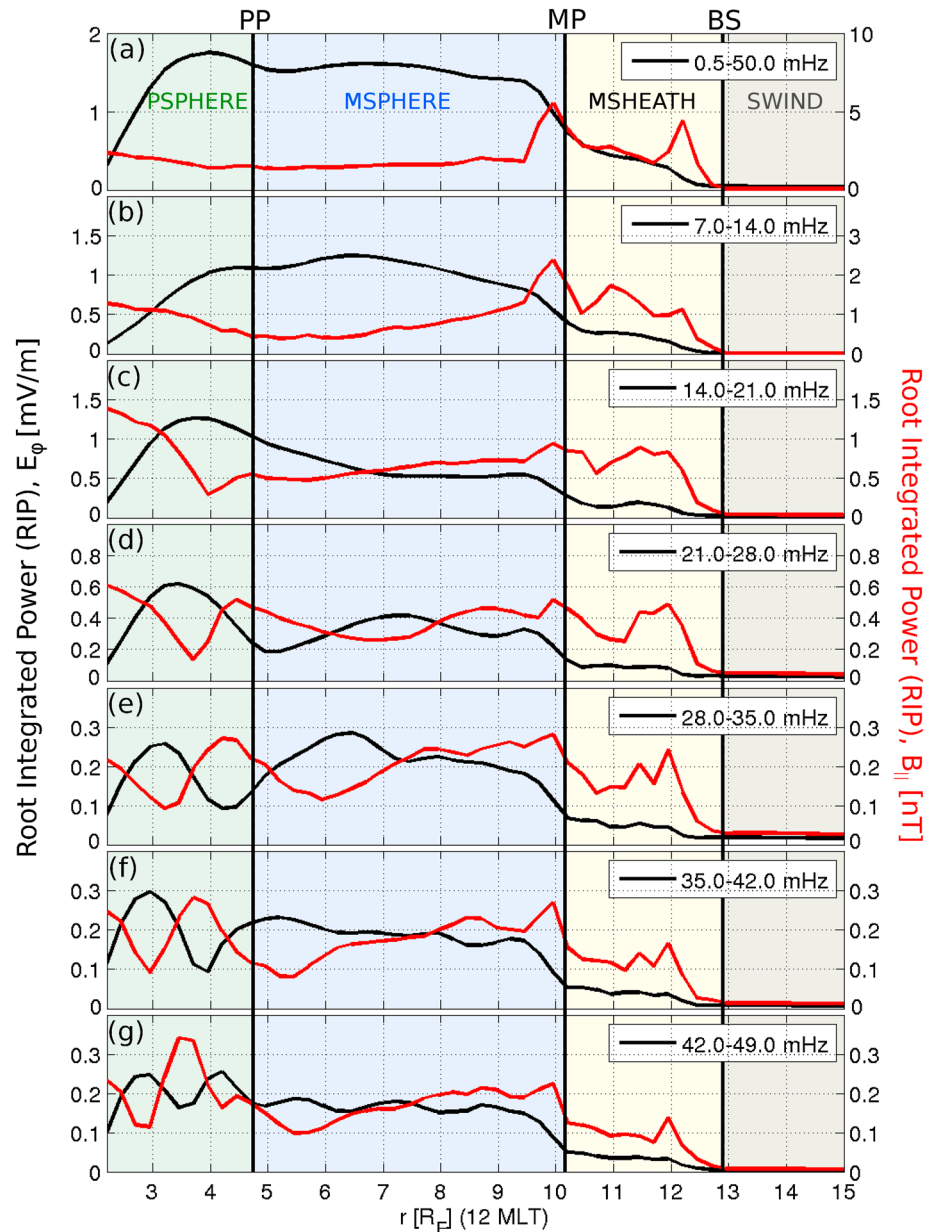 PP MP BS
2 (a) 0.5-50.0 mHz 10
PSPHERE MSPHERE MSHEATH SWIND
1 5
0 0
(b) 7.0-14.0 mHz
1.5 3
1 2
0.5 1
0 0
(c) 14.0-21.0 mHz
1.5 1.5
1 1
0.5 0.5
0 0
(d) 21.0-28.0 mHz
0.8 0.8
0.6 0.6
0.4 0.4
0.2 0.2
0 0
(e) 28.0-35.0 mHz
0.3 0.3
0.2 0.2
0.1 0.1
0 0
(f) 35.0-42.0 mHz
0.3 0.3
0.2 0.2
0.1 0.1
0 0
(g) 42.0-49.0 mHz
0.3 0.3
0.2 0.2
0.1 0.1
0 0
3 4 5 6 7 8 9 10 11 12 13 14 15
r [R_E] (12 MLT)
Root Integrated Power (RIP), E_φ [mV/m]
Root Integrated Power (RIP), B_|| [nT]